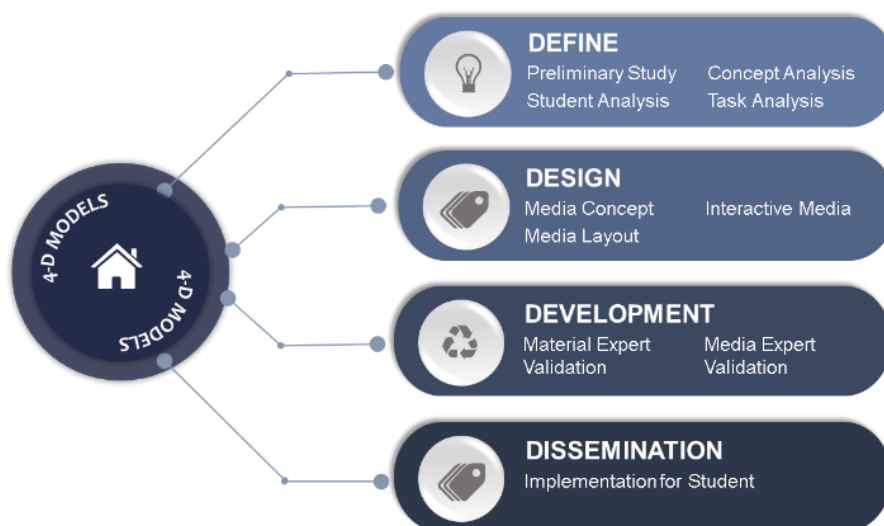 4-D MODELS
4-D MODELS
DEFINE
Preliminary Study
Concept Analysis
Student Analysis
Task Analysis
DESIGN
Media Concept
Interactive Media
Media Layout
DEVELOPMENT
Material Expert
Validation
Media Expert
Validation
DISSEMINATION
Implementation for Student